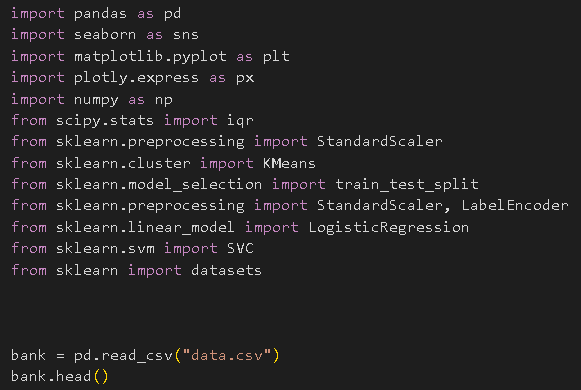 import pandas as pd
import seaborn as sns
import matplotlib.pyplot as plt
import plotly.express as px
import numpy as np
from scipy.stats import iqr
from sklearn.preprocessing import StandardScaler
from sklearn.cluster import KMeans
from sklearn.model_selection import train_test_split
from sklearn.preprocessing import StandardScaler, LabelEncoder
from sklearn.linear_model import LogisticRegression
from sklearn.svm import SVC
from sklearn import datasets
bank = pd.read_csv("data.csv")
bank.head()